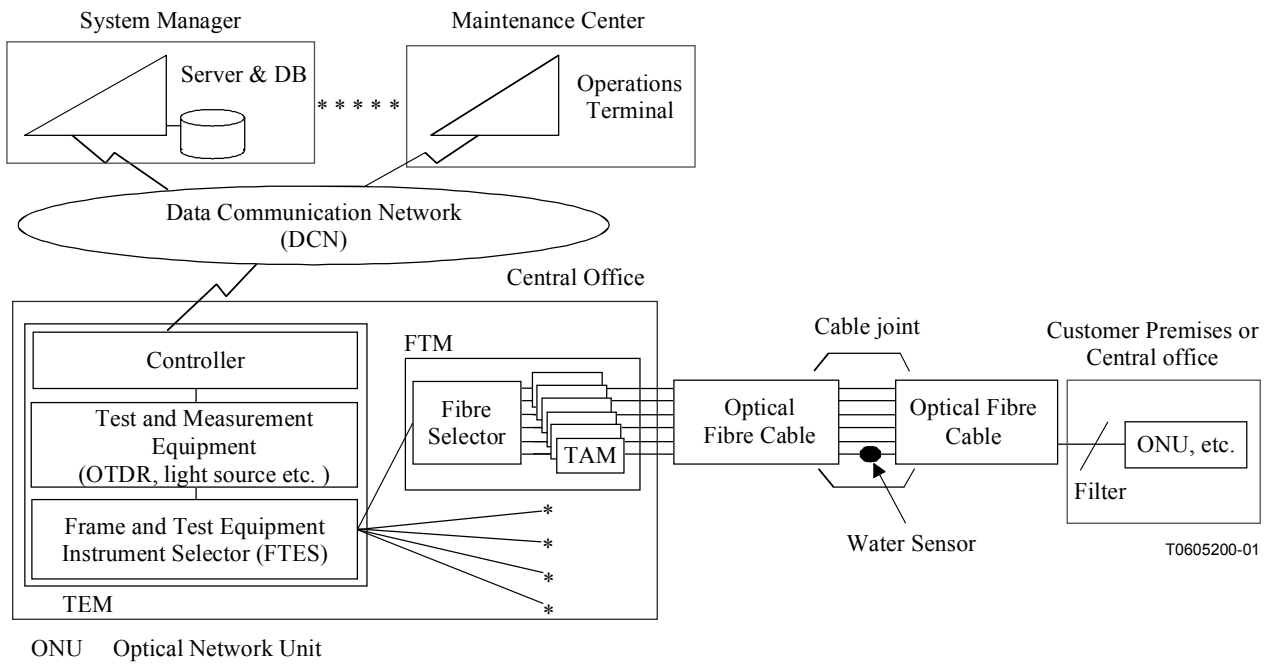 System Manager
Maintenance Center
Server & DB
* * * * *
Operations
Terminal
Data Communication Network
(DCN)
Central Office
Controller
Test and Measurement
Equipment
(OTDR, light source etc. )
Frame and Test Equipment
Instrument Selector (FTES)
TEM
FTM
Fibre
Selector
TAM
*
*
*
*
Optical
Fibre Cable
Cable joint
Optical Fibre
Cable
Water Sensor
Customer Premises or
Central office
ONU, etc.
Filter
T0605200-01
ONU Optical Network Unit